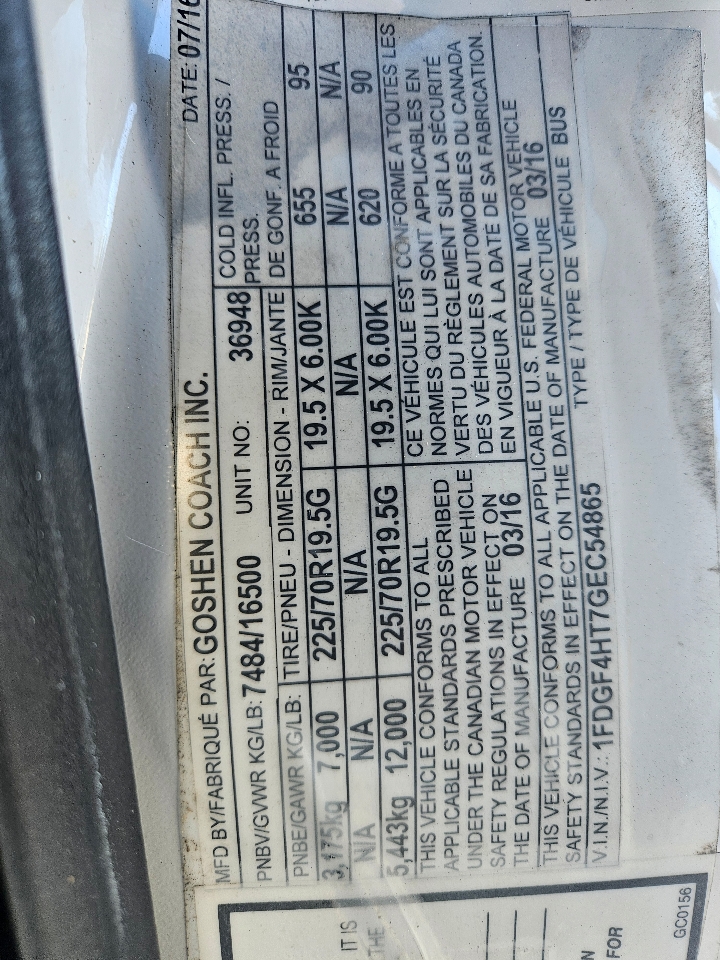 MFD BY/FABRIQUÉ PAR: GOSHEN COACH INC. DATE: 07/16
PNBV/GVWR KG/LB: 7484/16500 UNIT NO: 36948
COLD INFL. PRESS. /
PRESS.
DE GONF. A FROID
PNBE/GAWR KG/LB: TIRE/PNEU - DIMENSION - RIM/JANTE
3,175kg 7,000 225/70R19.5G 19.5 X 6.00K 655 95
N/A N/A N/A N/A N/A N/A
5,443kg 12,000 225/70R19.5G 19.5 X 6.00K 620 90
THIS VEHICLE CONFORMS TO ALL
APPLICABLE STANDARDS PRESCRIBED
UNDER THE CANADIAN MOTOR VEHICLE
SAFETY REGULATIONS IN EFFECT ON
THE DATE OF MANUFACTURE 03/16
CE VÉHICULE EST CONFORME A TOUTES LES
NORMES QUI LUI SONT APPLICABLES EN
VERTU DU RÈGLEMENT SUR LA SÉCURITÉ
DES VÉHICULES AUTOMOBILES DU CANADA
EN VIGUEUR À LA DATE DE SA FABRICATION.
THIS VEHICLE CONFORMS TO ALL APPLICABLE U.S. FEDERAL MOTOR VEHICLE
SAFETY STANDARDS IN EFFECT ON THE DATE OF MANUFACTURE 03/16
V.I.N./N.I.V.: 1FDGF4HT7GEC54865 TYPE / TYPE DE VÉHICULE BUS
IT IS
THE
FOR
GC0156